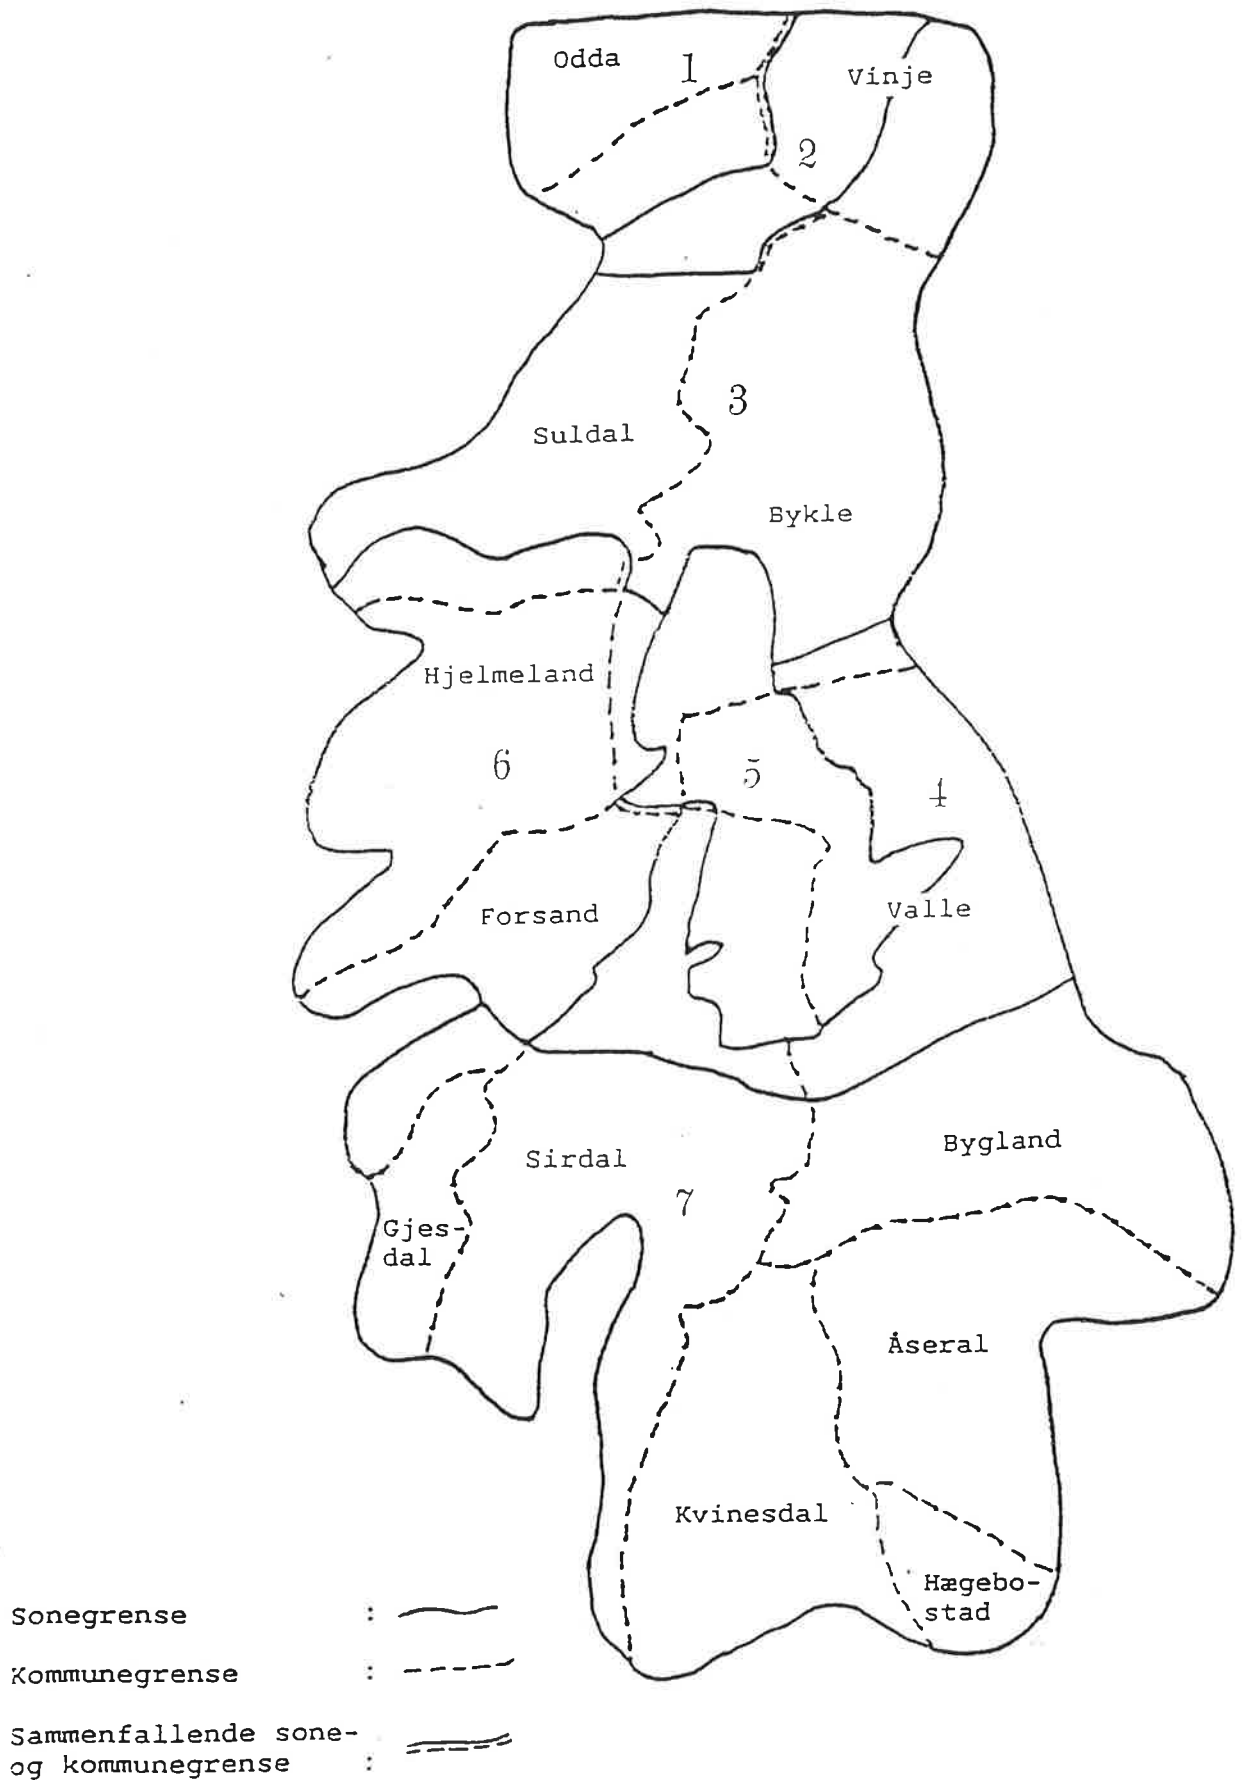 Odda
1
Vinje
2
3
Suldal
Bykle
Hjelmeland
6
5
4
Forsand
Valle
Bygland
Sirdal
7
Gjes-
dal
Åseral
Kvinesdal
Hægebo-
stad
Sonegrense :
Kommunegrense :
Sammenfallende sone-
og kommunegrense :